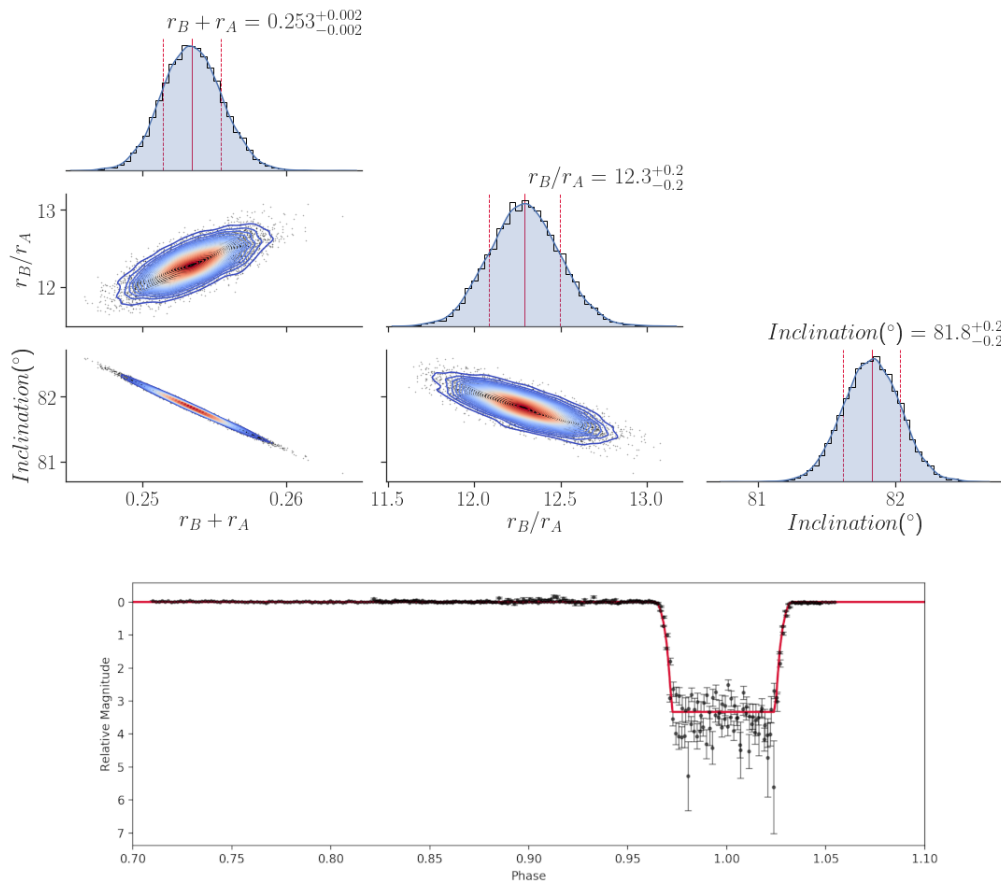 r_B + r_A = 0.253^{+0.002}_{-0.002}
r_B/r_A = 12.3^{+0.2}_{-0.2}
13
12
r_B/r_A
Inclination(°) = 81.8^{+0.2}_{-0.2}
82
81
Inclination(°)
0.25 0.26
r_B + r_A
11.5 12.0 12.5 13.0
r_B/r_A
81 82
Inclination(°)
0
1
2
3
4
5
6
7
Relative Magnitude
0.70 0.75 0.80 0.85 0.90 0.95 1.00 1.05 1.10
Phase